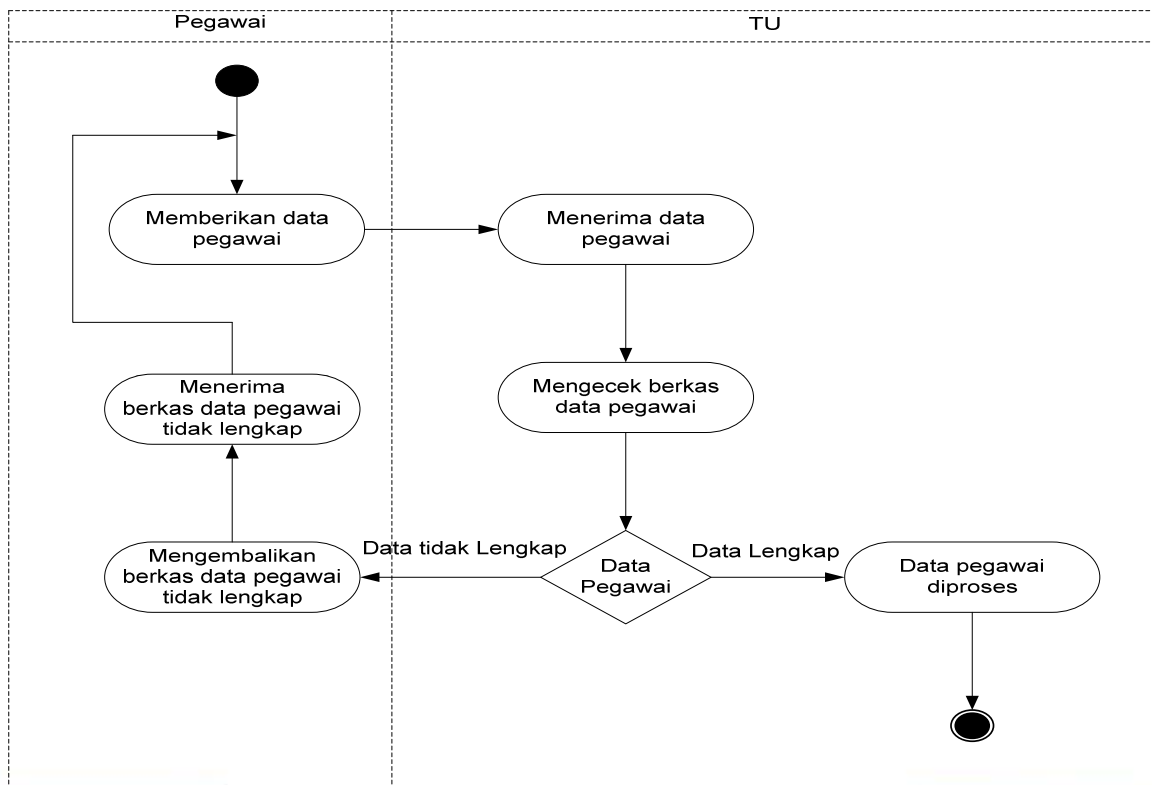 Pegawai
TU
Memberikan data
pegawai
Menerima data
pegawai
Menerima
berkas data pegawai
tidak lengkap
Mengecek berkas
data pegawai
Mengembalikan
berkas data pegawai
tidak lengkap
Data tidak Lengkap
Data
Pegawai
Data Lengkap
Data pegawai
diproses